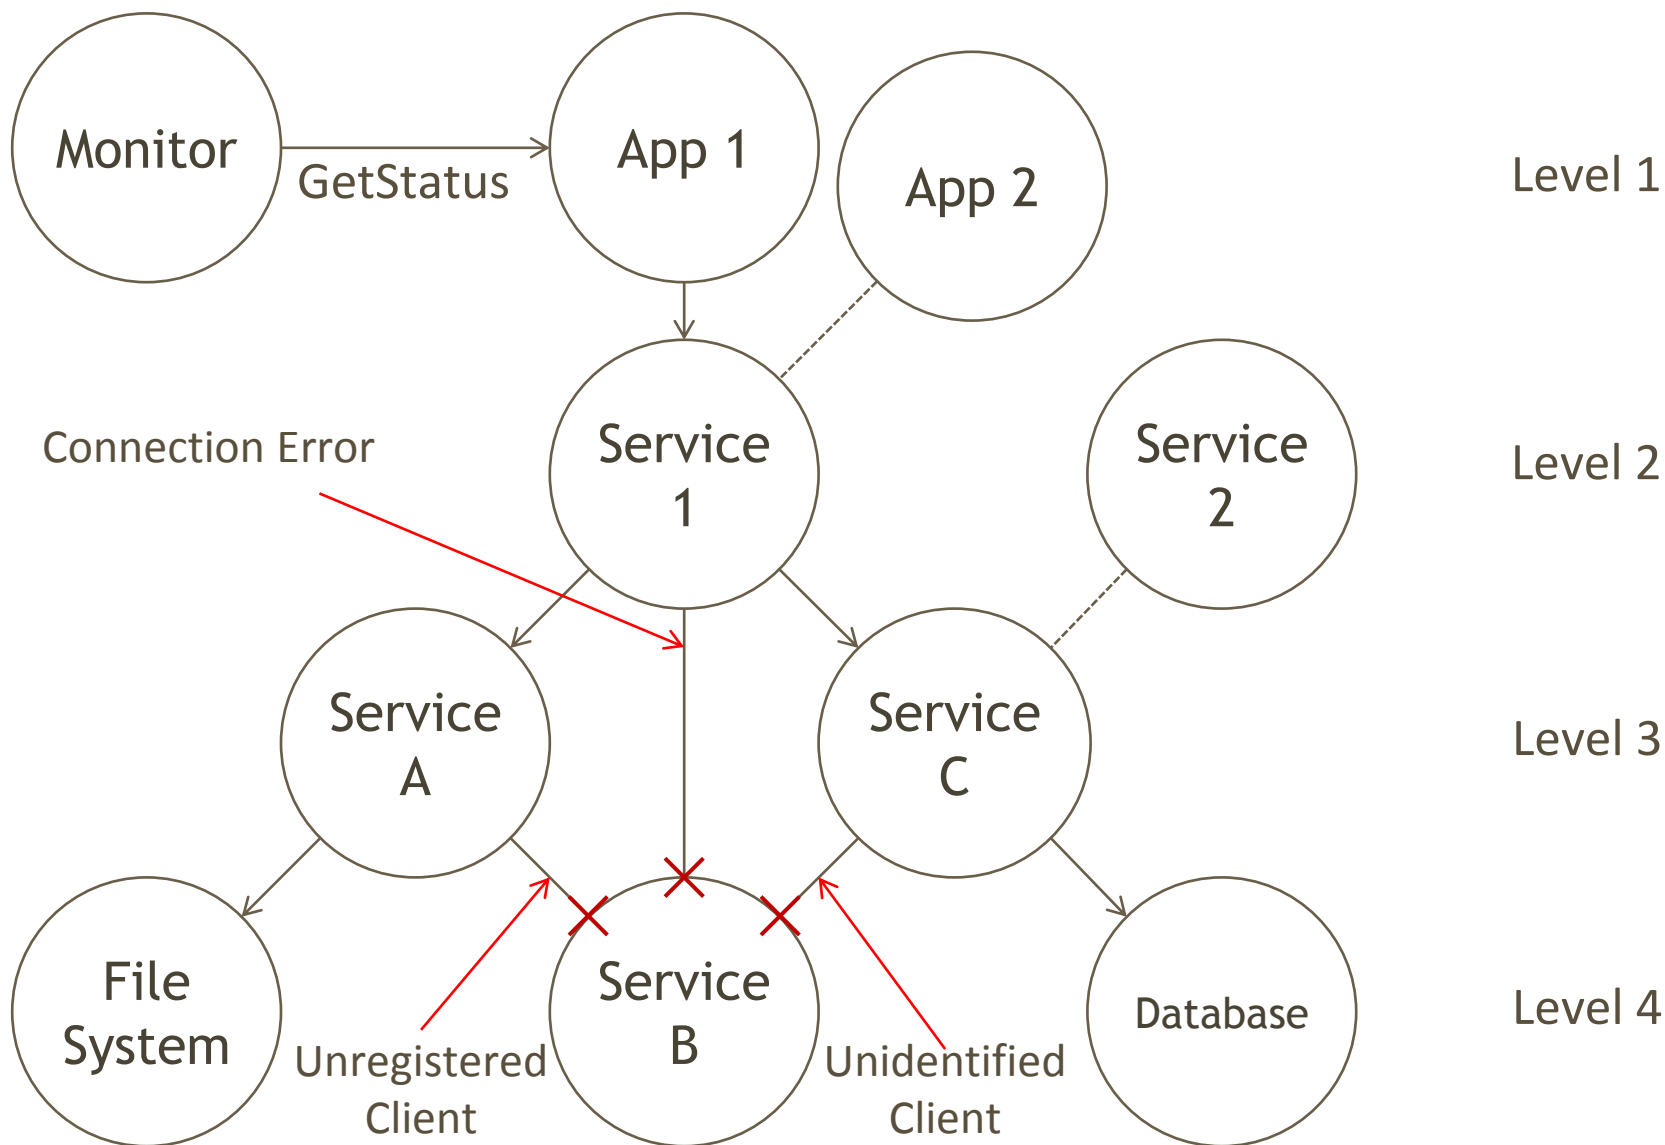 Monitor
GetStatus
App 1
App 2
Level 1
Connection Error
Service
1
Service
2
Level 2
Service
A
Service
C
Level 3
File
System
Unregistered
Client
Service
B
Unidentified
Client
Database
Level 4